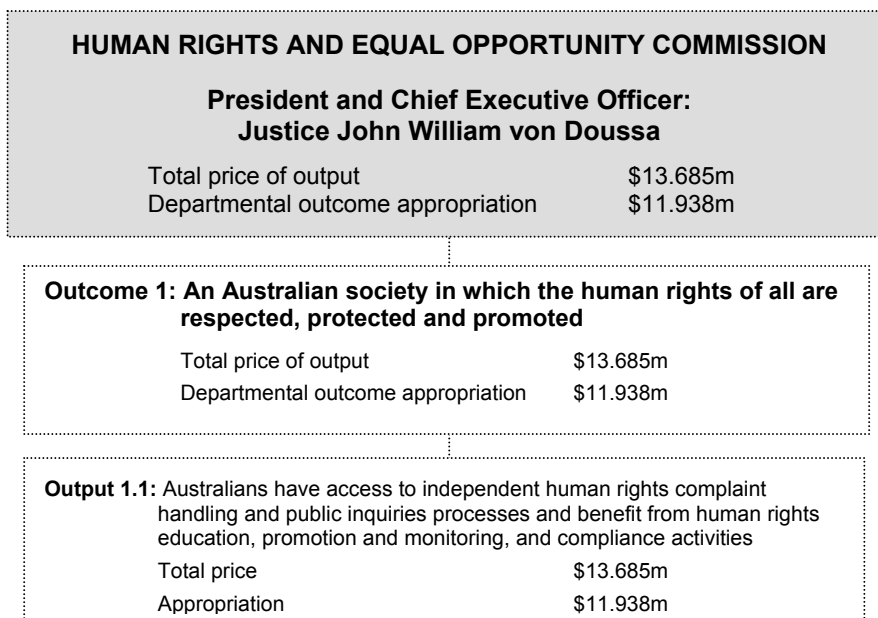 HUMAN RIGHTS AND EQUAL OPPORTUNITY COMMISSION
President and Chief Executive Officer:
Justice John William von Doussa
Total price of output $13.685m
Departmental outcome appropriation $11.938m
Outcome 1: An Australian society in which the human rights of all are
respected, protected and promoted
Total price of output $13.685m
Departmental outcome appropriation $11.938m
Output 1.1: Australians have access to independent human rights complaint
handling and public inquiries processes and benefit from human rights
education, promotion and monitoring, and compliance activities
Total price $13.685m
Appropriation $11.938m